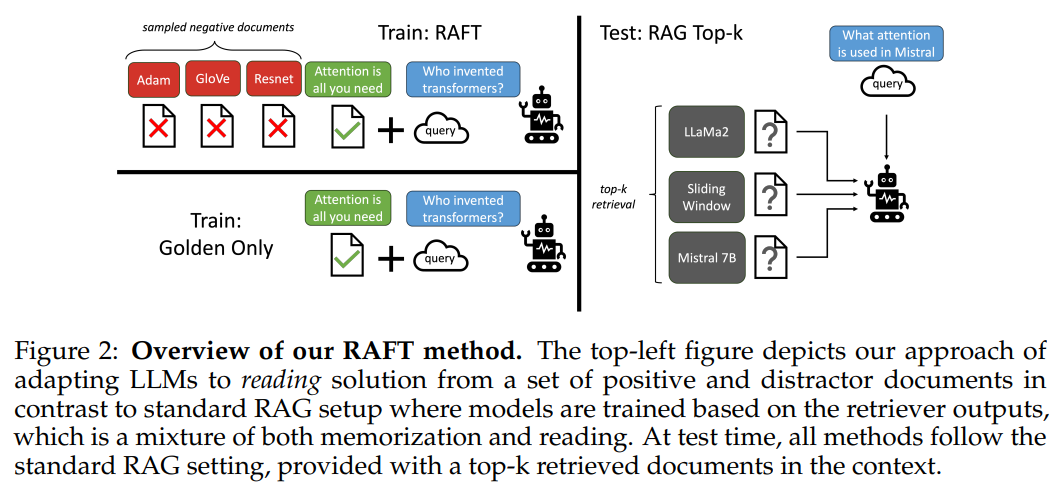 sampled negative documents
Train: RAFT
Adam
GloVe
Resnet
Attention is
all you need
Who invented
transformers?
query
Train:
Golden Only
Attention is
all you need
Who invented
transformers?
query
Test: RAG Top-k
What attention
is used in Mistral
query
top-k
retrieval
LLaMa2
?
Sliding
Window
?
Mistral 7B
?
Figure 2: Overview of our RAFT method. The top-left figure depicts our approach of
adapting LLMs to reading solution from a set of positive and distractor documents in
contrast to standard RAG setup where models are trained based on the retriever outputs,
which is a mixture of both memorization and reading. At test time, all methods follow the
standard RAG setting, provided with a top-k retrieved documents in the context.